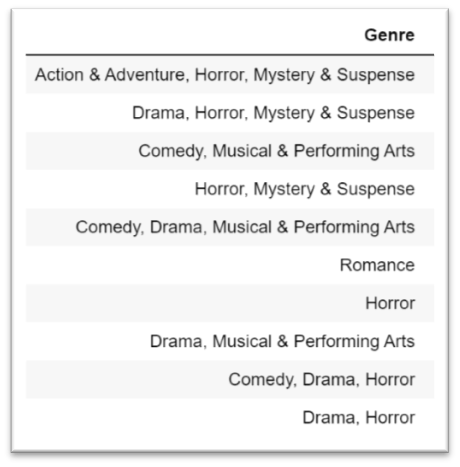 Genre
Action & Adventure, Horror, Mystery & Suspense
Drama, Horror, Mystery & Suspense
Comedy, Musical & Performing Arts
Horror, Mystery & Suspense
Comedy, Drama, Musical & Performing Arts
Romance
Horror
Drama, Musical & Performing Arts
Comedy, Drama, Horror
Drama, Horror